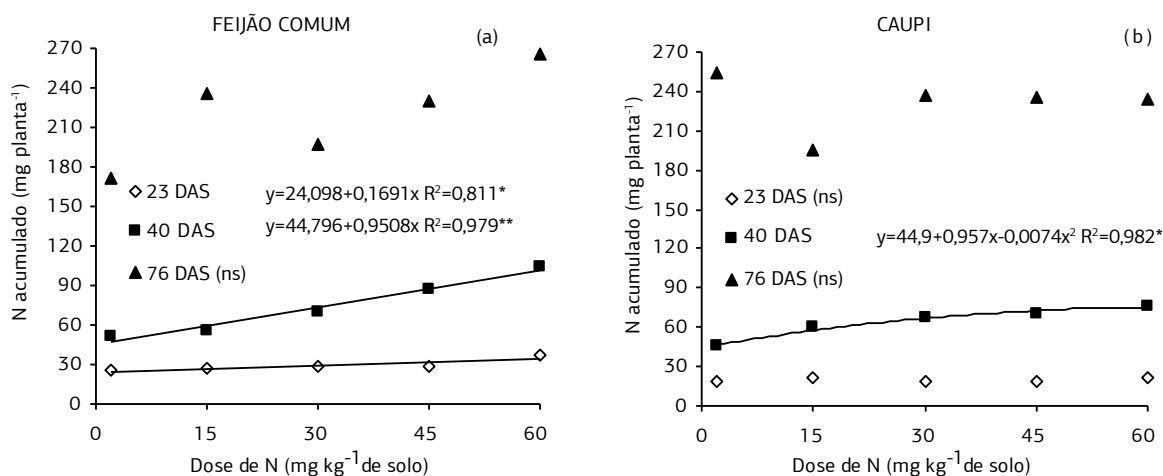 FEIJÃO COMUM
(a)
N acumulado (mg planta⁻¹)
270
240
210
180
150
120
90
60
30
0
23 DAS
y=24,098+0,1691x R²=0,811*
40 DAS
y=44,796+0,9508x R²=0,979**
76 DAS (ns)
0 15 30 45 60
Dose de N (mg kg⁻¹ de solo)
CAUPI
(b)
N acumulado (mg planta⁻¹)
270
240
210
180
150
120
90
60
30
0
23 DAS (ns)
40 DAS
y=44,9+0,957x-0,0074x² R²=0,982*
76 DAS (ns)
0 15 30 45 60
Dose de N (mg kg⁻¹ de solo)